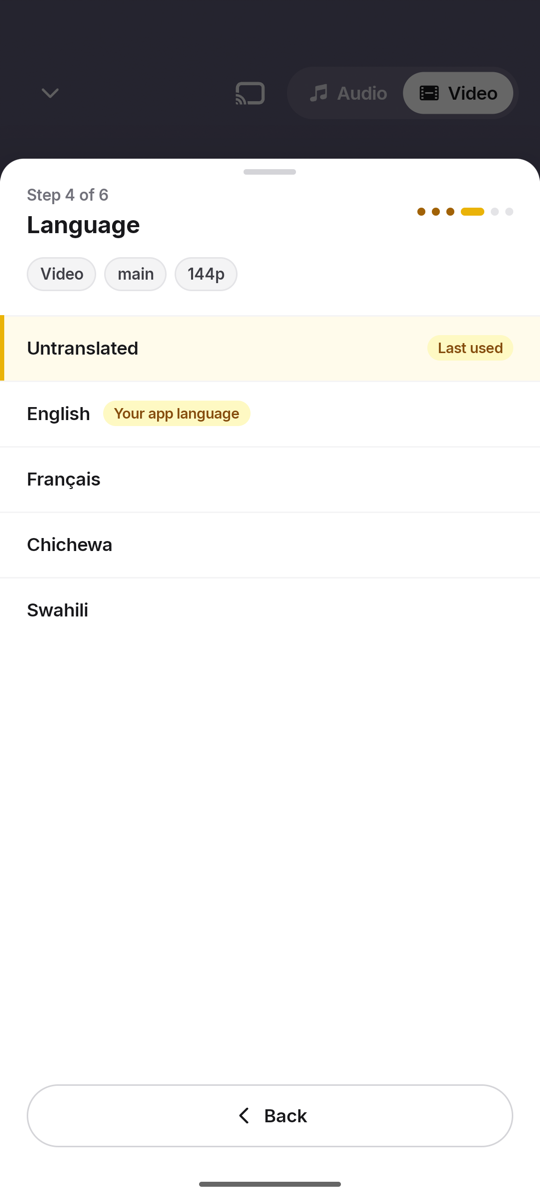 Audio
Video
Step 4 of 6
Language
Video main 144p
Untranslated Last used
English Your app language
Français
Chichewa
Swahili
Back